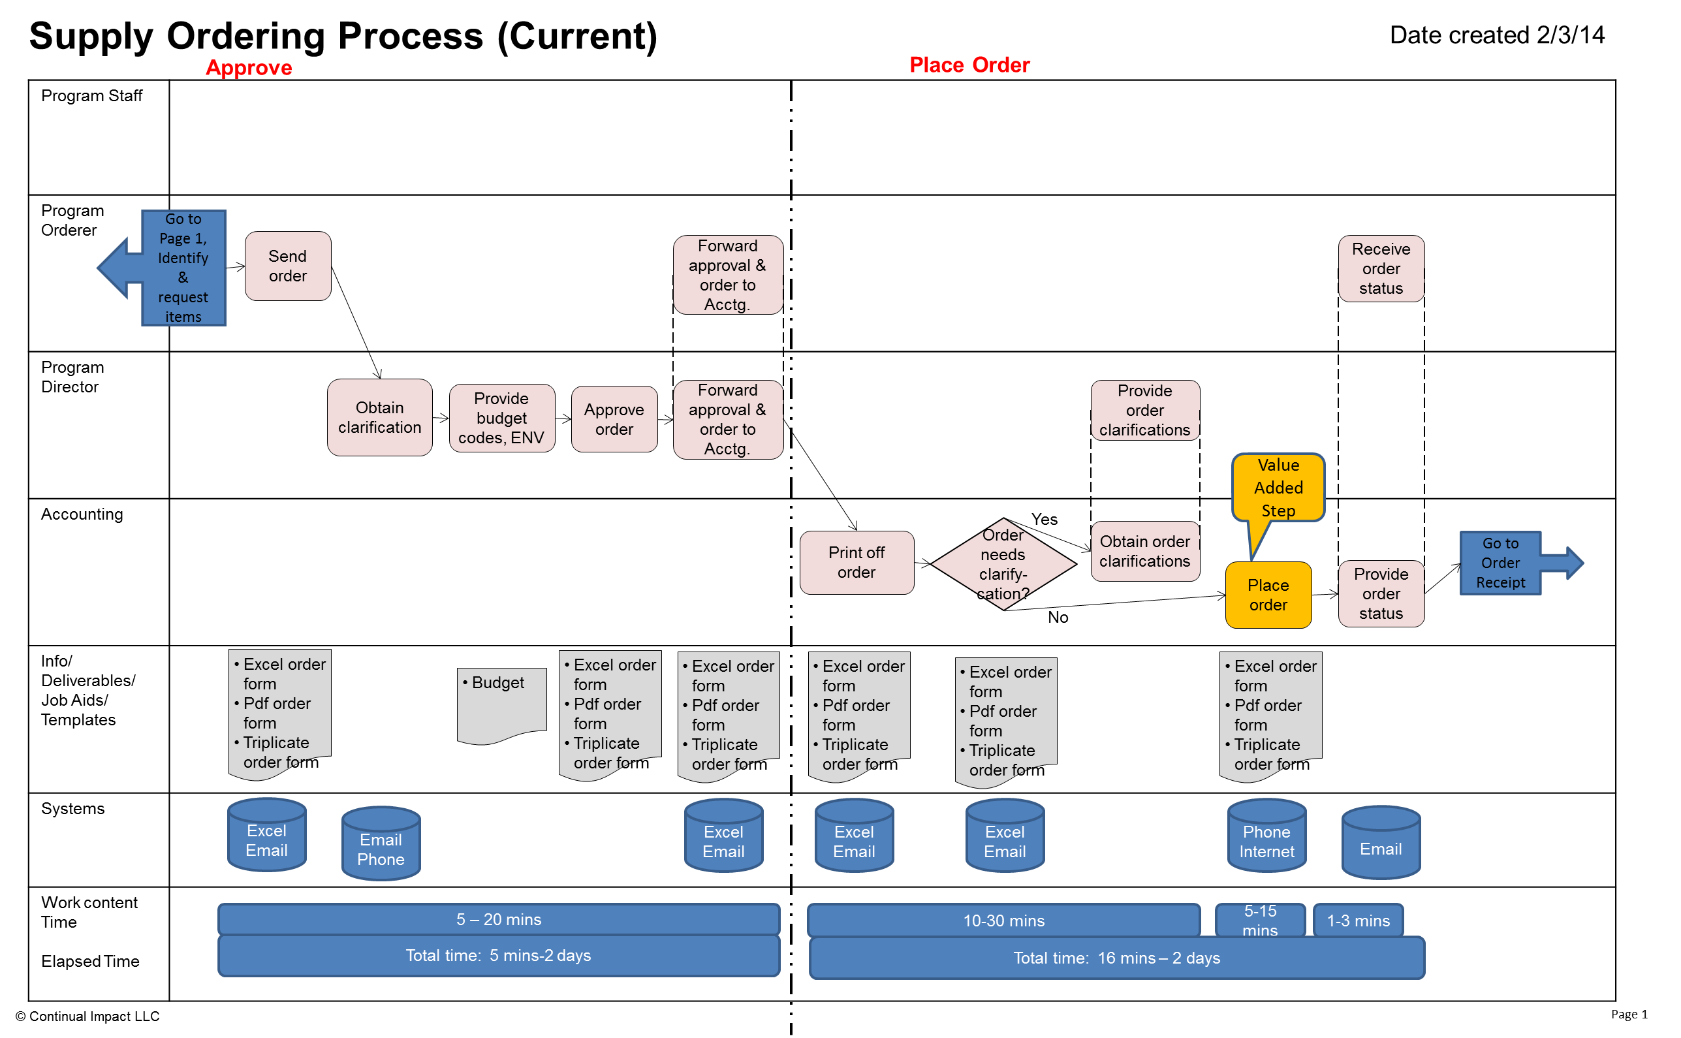 Supply Ordering Process (Current)
Date created 2/3/14
Approve
Place Order
Program Staff
Program
Orderer
Go to
Page 1,
Identify
&
request
items
Send
order
Forward
approval &
order to
Acctg.
Receive
order
status
Program
Director
Obtain
clarification
Provide
budget
codes, ENV
Approve
order
Forward
approval &
order to
Acctg.
Provide
order
clarifications
Value
Added
Step
Accounting
Print off
order
Order
needs
clarify-
cation?
Yes
No
Obtain order
clarifications
Place
order
Provide
order
status
Go to
Order
Receipt
Info/
Deliverables/
Job Aids/
Templates
• Excel order
form
• Pdf order
form
• Triplicate
order form
• Budget
• Excel order
form
• Pdf order
form
• Triplicate
order form
• Excel order
form
• Pdf order
form
• Triplicate
order form
• Excel order
form
• Pdf order
form
• Triplicate
order form
• Excel order
form
• Pdf order
form
• Triplicate
order form
• Excel order
form
• Pdf order
form
• Triplicate
order form
Systems
Excel
Email
Email
Phone
Excel
Email
Excel
Email
Excel
Email
Phone
Internet
Email
Work content
Time
5 – 20 mins
10-30 mins
5-15
mins
1-3 mins
Elapsed Time
Total time: 5 mins-2 days
Total time: 16 mins – 2 days
© Continual Impact LLC
Page 1